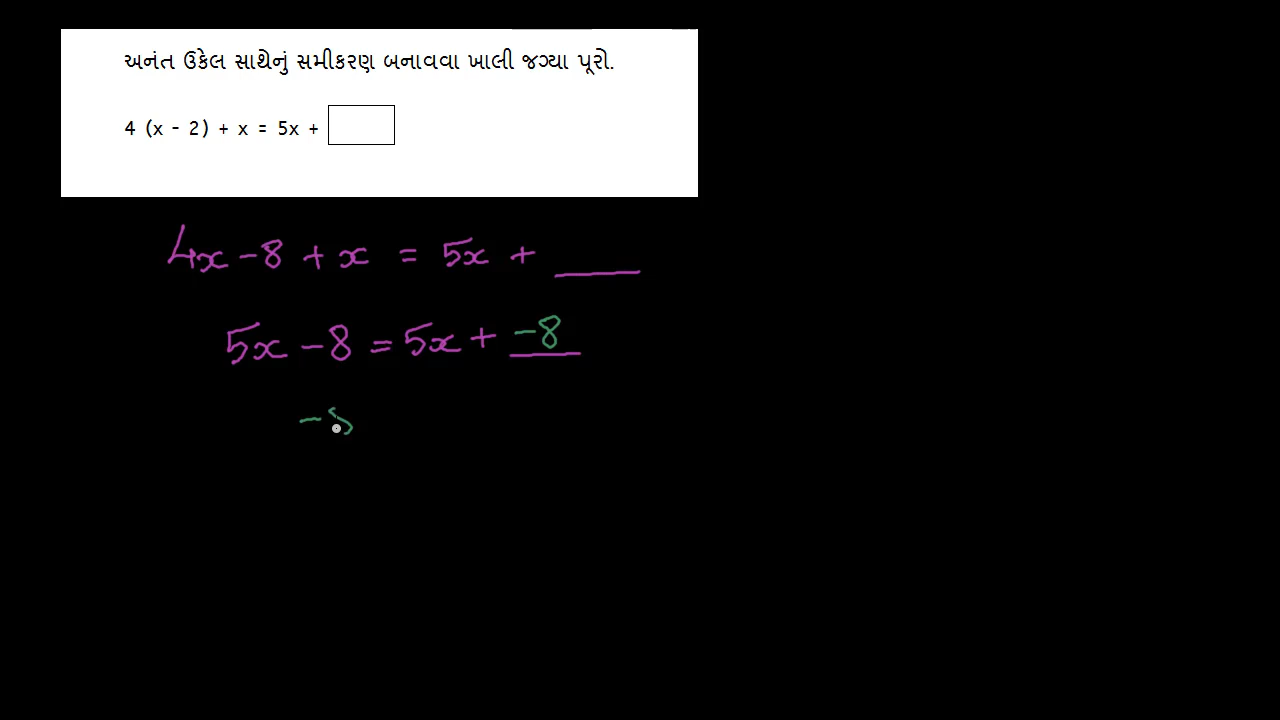 અનંત ઉકેલ સાથેનું સમીકરણ બનાવવા ખાલી જગ્યા પૂરો.
4 (x - 2) + x = 5x +
4x - 8 + x = 5x + ___
5x - 8 = 5x + -8
-